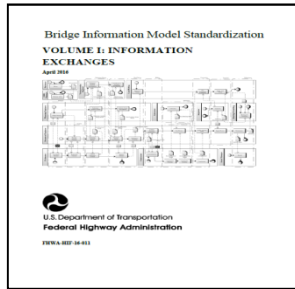 Bridge Information Model Standardization
VOLUME I: INFORMATION
EXCHANGES
April 2016
U.S. Department of Transportation
Federal Highway Administration
FHWA-HIF-16-011